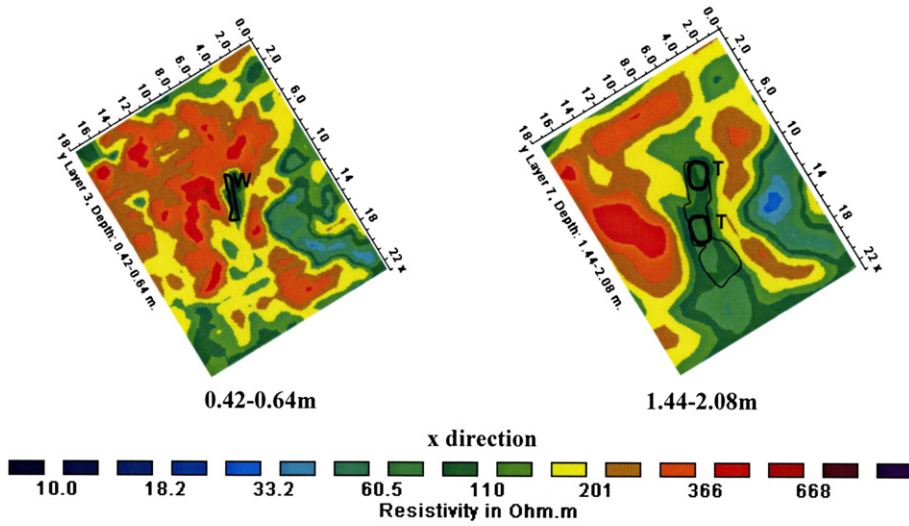 0.0
2.0
4.0
6.0
8.0
10
12
14
16
18
2.0
6.0
10
14
18
22 x
y Layer 3, Depth: 0.42-0.64 m.
W
0.0
2.0
4.0
6.0
8.0
10
12
14
16
18
2.0
6.0
10
14
18
22 x
y Layer 7, Depth: 1.44-2.08 m.
T
T
0.42-0.64m
1.44-2.08m
x direction
10.0 18.2 33.2 60.5 110 201 366 668
Resistivity in Ohm.m